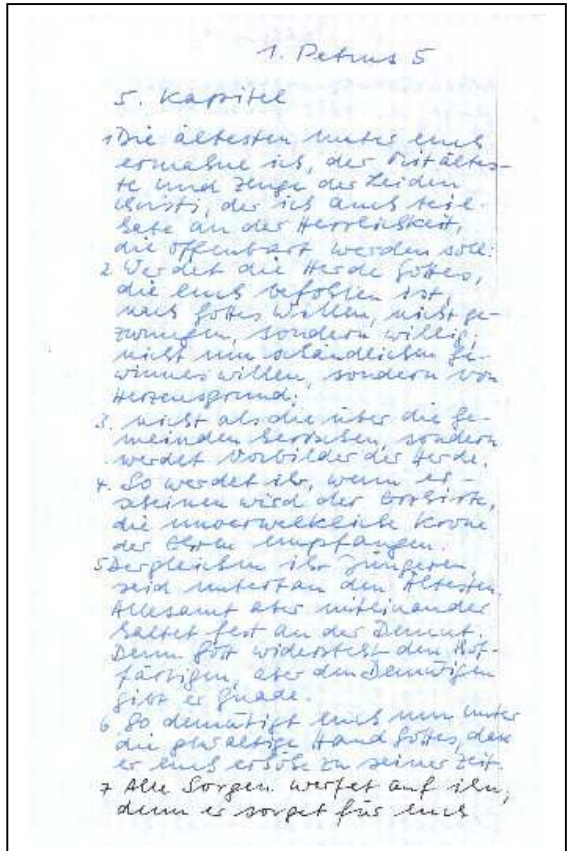 1. Petrus 5
5. Kapitel
1 Die ältesten unter euch
ermahne ich, der Mitältes-
te und Zeuge der Leiden
Christi, der ich auch teil-
habe an der Herrlichkeit,
die offenbart werden soll:
2 Werdet die Herde Gottes,
die euch befohlen ist,
nach Gottes Willen, nicht ge-
zwungen, sondern willig;
nicht um schändlichen Ge-
winnes willen, sondern von
Herzensgrund;
3. nicht als die über die Ge-
meinden herrschen, sondern
werdet Vorbilder der Herde.
4. So werdet ihr, wenn er-
scheinen wird der Erzhirte,
die unverwelkliche Krone
der Ehren empfangen.
5 Dergleichen ihr Jüngeren,
seid untertan den Ältesten.
Allesamt aber miteinander
haltet fest an der Demut.
Denn Gott widersteht den Hof-
färtigen, aber den Demütigen
gibt er Gnade.
6 So demütigt euch nun unter
die gewaltige Hand Gottes, dass
er euch erhöhe zu seiner Zeit.
7 Alle Sorgen werfet auf ihn,
denn er sorget für euch